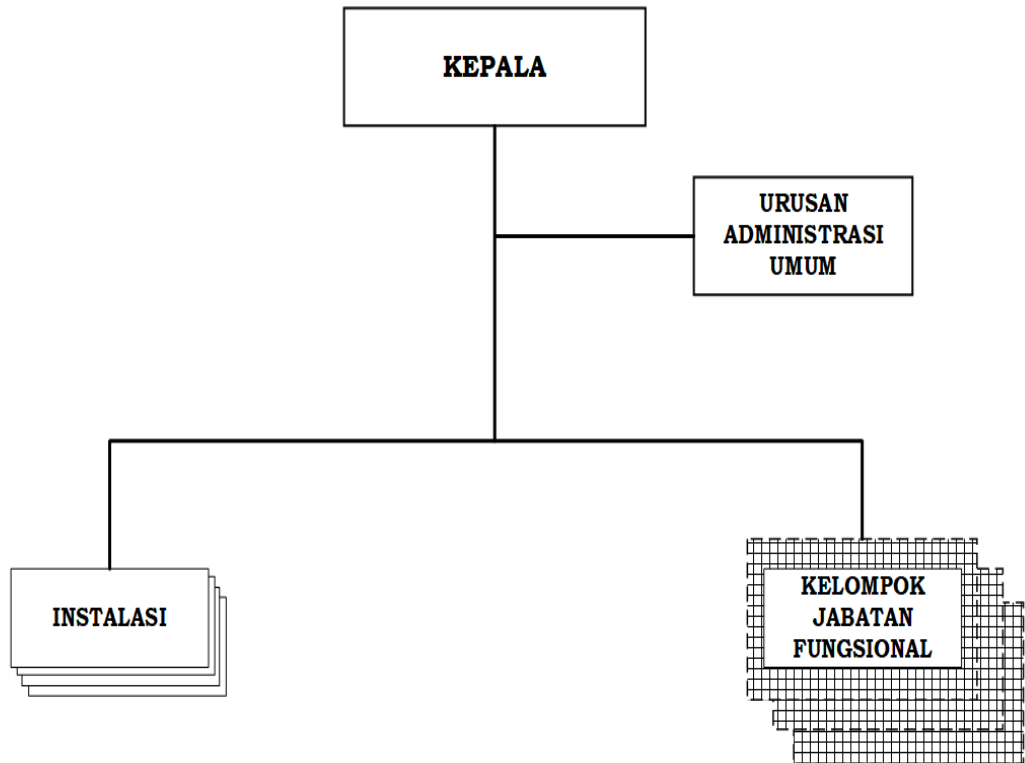 KEPALA
URUSAN
ADMINISTRASI
UMUM
INSTALASI
KELOMPOK
JABATAN
FUNGSIONAL